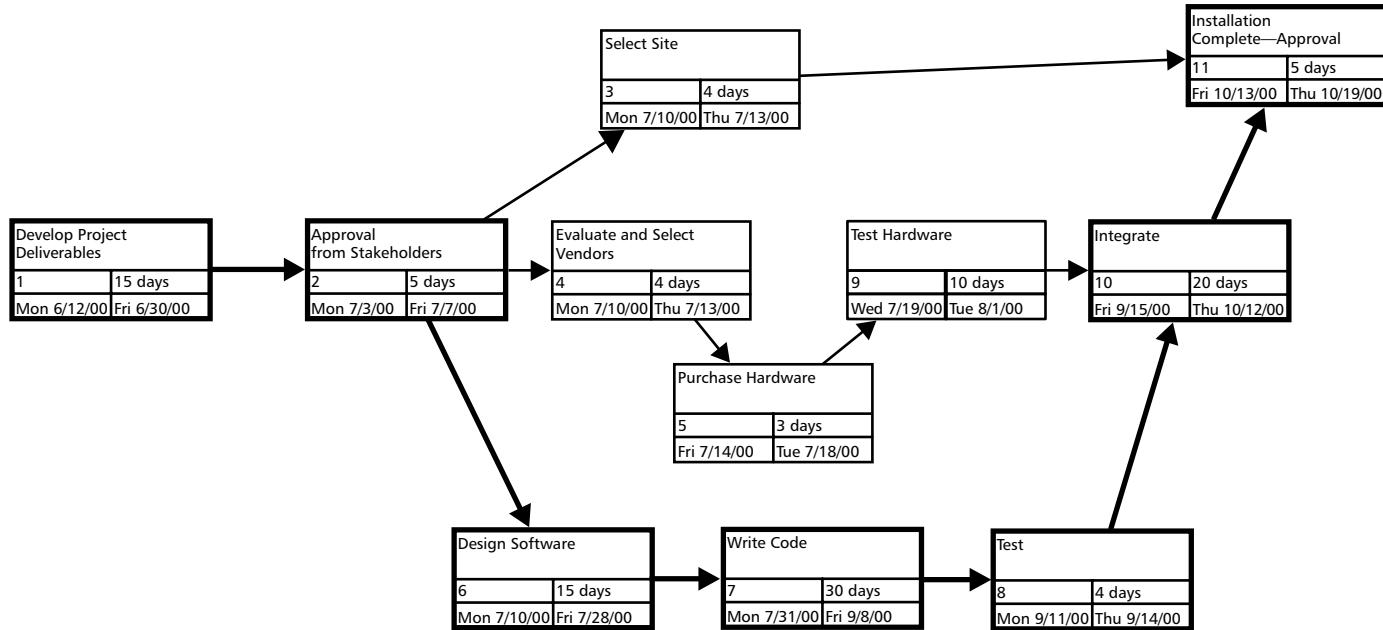 Installation
Complete—Approval
11 5 days
Fri 10/13/00 Thu 10/19/00
Select Site
3 4 days
Mon 7/10/00 Thu 7/13/00
Develop Project
Deliverables
1 15 days
Mon 6/12/00 Fri 6/30/00
Approval
from Stakeholders
2 5 days
Mon 7/3/00 Fri 7/7/00
Evaluate and Select
Vendors
4 4 days
Mon 7/10/00 Thu 7/13/00
Test Hardware
9 10 days
Wed 7/19/00 Tue 8/1/00
Integrate
10 20 days
Fri 9/15/00 Thu 10/12/00
Purchase Hardware
5 3 days
Fri 7/14/00 Tue 7/18/00
Design Software
6 15 days
Mon 7/10/00 Fri 7/28/00
Write Code
7 30 days
Mon 7/31/00 Fri 9/8/00
Test
8 4 days
Mon 9/11/00 Thu 9/14/00